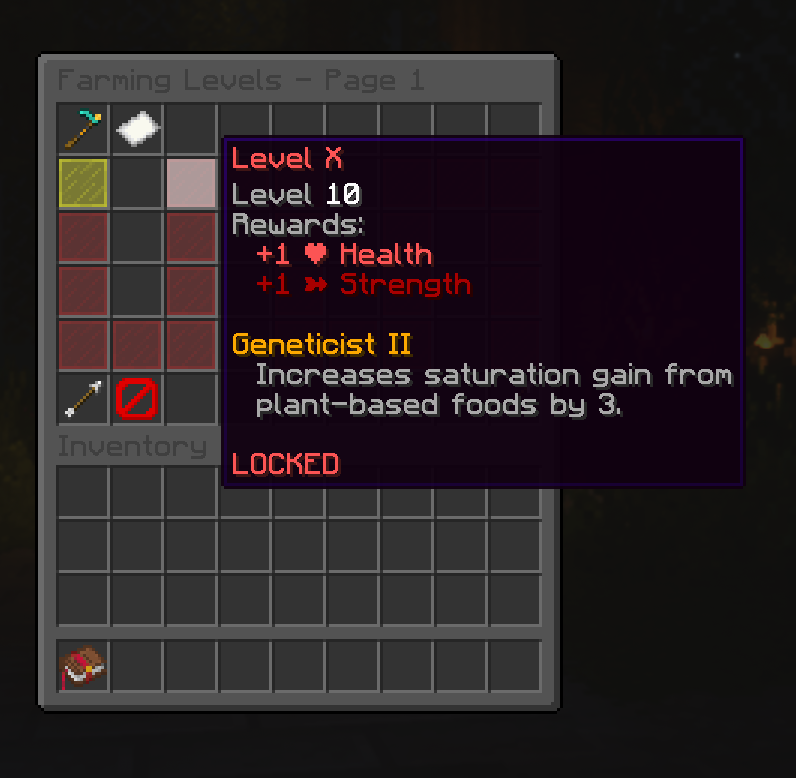 Farming Levels - Page 1
Level X
Level 10
Rewards:
+1 ❤ Health
+1 ➽ Strength
Geneticist II
Increases saturation gain from
plant-based foods by 3.
LOCKED
Inventory